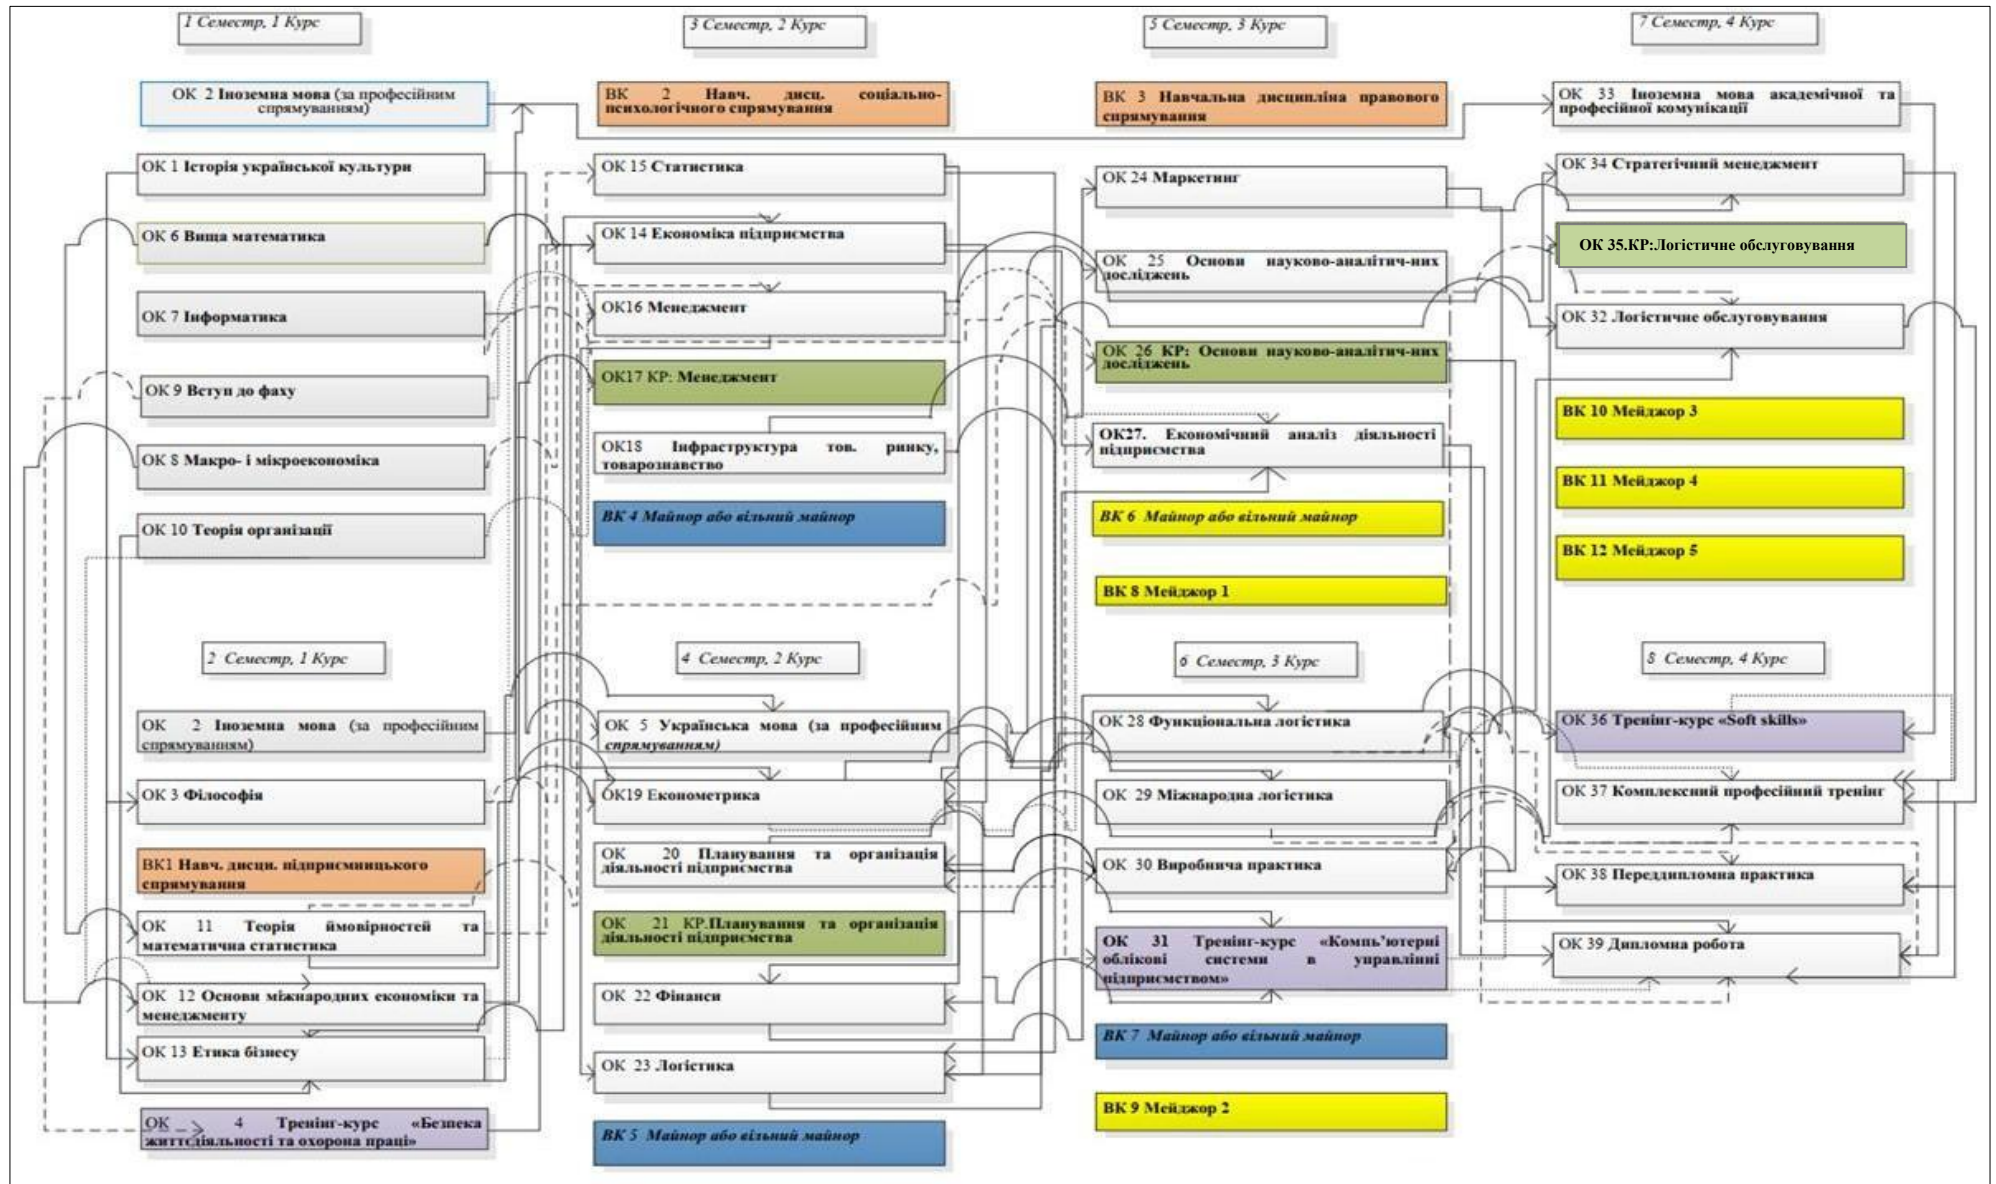 1 Семестр, 1 Курс
ОК 2 Іноземна мова (за професійним
спрямуванням)
ОК 1 Історія української культури
ОК 6 Вища математика
ОК 7 Інформатика
ОК 9 Вступ до фаху
ОК 8 Макро- і мікроекономіка
ОК 10 Теорія організації
2 Семестр, 1 Курс
ОК 2 Іноземна мова (за професійним
спрямуванням)
ОК 3 Філософія
ВК1 Навч. дисци. підприємницького
спрямування
ОК 11 Теорія ймовірностей та
математична статистика
ОК 12 Основи міжнародних економіки та
менеджменту
ОК 13 Етика бізнесу
ОК 4 Тренінг-курс «Безпека
життєдіяльності та охорона праці»
3 Семестр, 2 Курс
ВК 2 Навч. дисц. соціально-
психологічного спрямування
ОК 15 Статистика
ОК 14 Економіка підприємства
ОК16 Менеджмент
ОК17 КР: Менеджмент
ОК18 Інфраструктура тов. ринку,
товарознавство
ВК 4 Майнор або вільний майнор
4 Семестр, 2 Курс
ОК 5 Українська мова (за професійним
спрямуванням)
ОК19 Економетрика
ОК 20 Планування та організація
діяльності підприємства
ОК 21 КР.Планування та організація
діяльності підприємства
ОК 22 Фінанси
ОК 23 Логістика
ВК 5 Майнор або вільний майнор
5 Семестр, 3 Курс
ВК 3 Навчальна дисципліна правового
спрямування
ОК 24 Маркетинг
ОК 25 Основи науково-аналітич-них
досліджень
ОК 26 КР: Основи науково-аналітич-них
досліджень
ОК27. Економічний аналіз діяльності
підприємства
ВК 6 Майнор або вільний майнор
ВК 8 Мейджор 1
6 Семестр, 3 Курс
ОК 28 Функціональна логістика
ОК 29 Міжнародна логістика
ОК 30 Виробнича практика
ОК 31 Тренінг-курс «Комп’ютерні
облікові системи в управлінні
підприємством»
ВК 7 Майнор або вільний майнор
ВК 9 Мейджор 2
7 Семестр, 4 Курс
ОК 33 Іноземна мова академічної та
професійної комунікації
ОК 34 Стратегічний менеджмент
ОК 35.КР:Логістичне обслуговування
ОК 32 Логістичне обслуговування
ВК 10 Мейджор 3
ВК 11 Мейджор 4
ВК 12 Мейджор 5
8 Семестр, 4 Курс
ОК 36 Тренінг-курс «Soft skills»
ОК 37 Комплексний професійний тренінг
ОК 38 Переддипломна практика
ОК 39 Дипломна робота